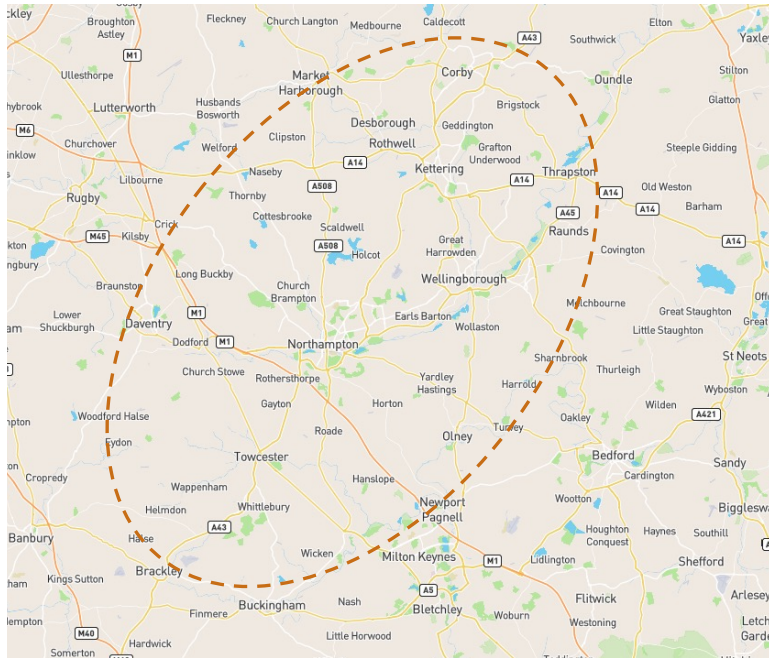 Fleckney
Church Langton
Caldecott
Elton
Broughton
Astley
Medbourne
Southwick
M1
A43
Ullesthorpe
Market
Harborough
Corby
Oundle
Stilton
Lutterworth
Husbands
Bosworth
Brigstock
Glatton
M6
Desborough
Geddington
Churchover
Clipston
Rothwell
Grafton
Underwood
Steeple Gidding
Welford
A14
Kettering
Thrapston
Lilbourne
Naseby
A14
A14
Old Weston
Rugby
Thornby
A508
A14
Barham
Crick
Cottesbrooke
A45
M45
Kilsby
Scaldwell
Raunds
A14
A508
Holcot
Great
Harrowden
Covington
Long Buckby
Wellingborough
Braunston
Church
Brampton
Melchbourne
Lower
Shuckburgh
M1
Earls Barton
Great Staughton
Daventry
Wollaston
Little Staughton
Dodford
M1
Northampton
Sharnbrook
St Neots
Church Stowe
Rothersthorpe
Yardley
Hastings
Harrold
Thurleigh
Wyboston
Gayton
Horton
Wilden
Woodford Halse
Roade
Turvey
Oakley
A421
Eydon
Olney
Towcester
Bedford
Sandy
Cropredy
Wappenham
Hanslope
Cardington
Helmdon
Whittlebury
Newport
Pagnell
Wootton
A43
Banbury
Halse
Houghton
Conquest
Haynes
Southill
Wicken
Milton Keynes
M1
Lidlington
Shefford
Brackley
Kings Sutton
A5
Flitwick
Buckingham
Nash
Bletchley
Woburn
Finmere
Westoning
M40
Little Horwood
Hardwick
Somerton